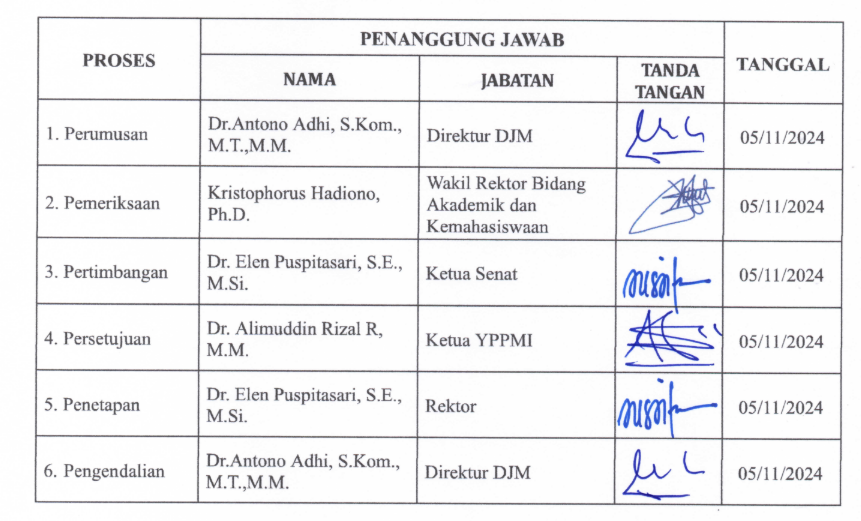 PROSES
PENANGGUNG JAWAB
TANGGAL
NAMA
JABATAN
TANDA
TANGAN
1. Perumusan
Dr.Antono Adhi, S.Kom.,
M.T.,M.M.
Direktur DJM
05/11/2024
2. Pemeriksaan
Kristophorus Hadiono,
Ph.D.
Wakil Rektor Bidang
Akademik dan
Kemahasiswaan
05/11/2024
3. Pertimbangan
Dr. Elen Puspitasari, S.E.,
M.Si.
Ketua Senat
05/11/2024
4. Persetujuan
Dr. Alimuddin Rizal R,
M.M.
Ketua YPPMI
05/11/2024
5. Penetapan
Dr. Elen Puspitasari, S.E.,
M.Si.
Rektor
05/11/2024
6. Pengendalian
Dr.Antono Adhi, S.Kom.,
M.T.,M.M.
Direktur DJM
05/11/2024